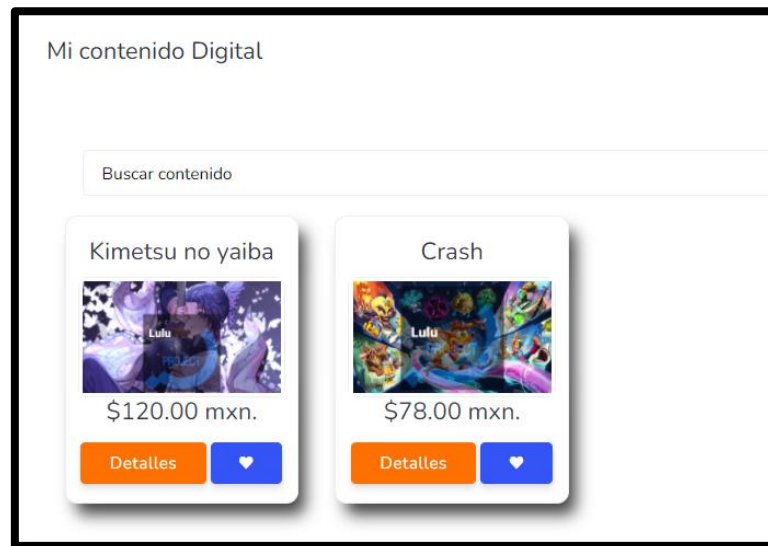 Mi contenido Digital
Buscar contenido
Kimetsu no yaiba
Lulu
PROJECT
$120.00 mxn.
Detalles
Crash
Lulu
$78.00 mxn.
Detalles